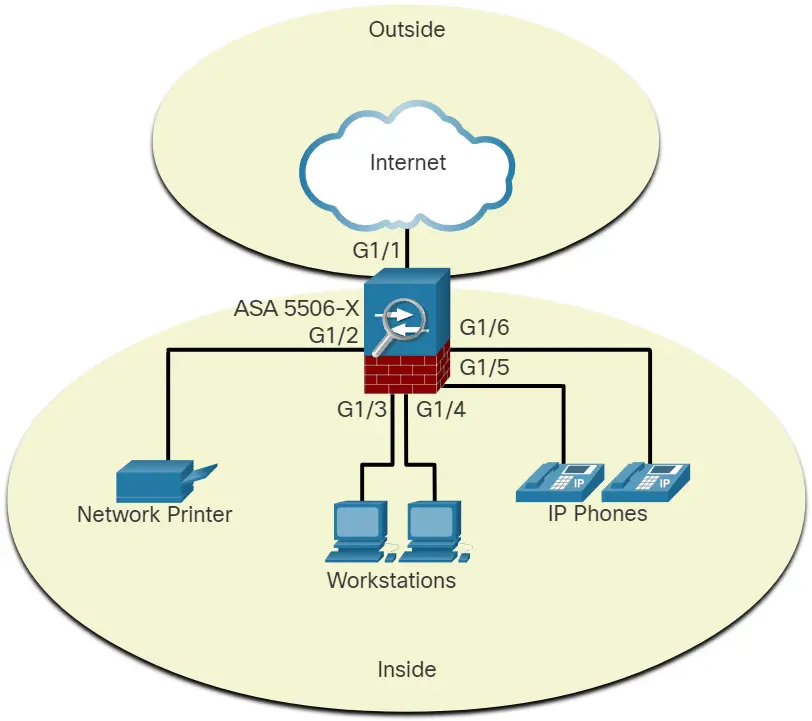 Outside
Internet
G1/1
ASA 5506-X
G1/2
G1/6
G1/5
G1/3
G1/4
IP
IP
Network Printer
IP Phones
Workstations
Inside